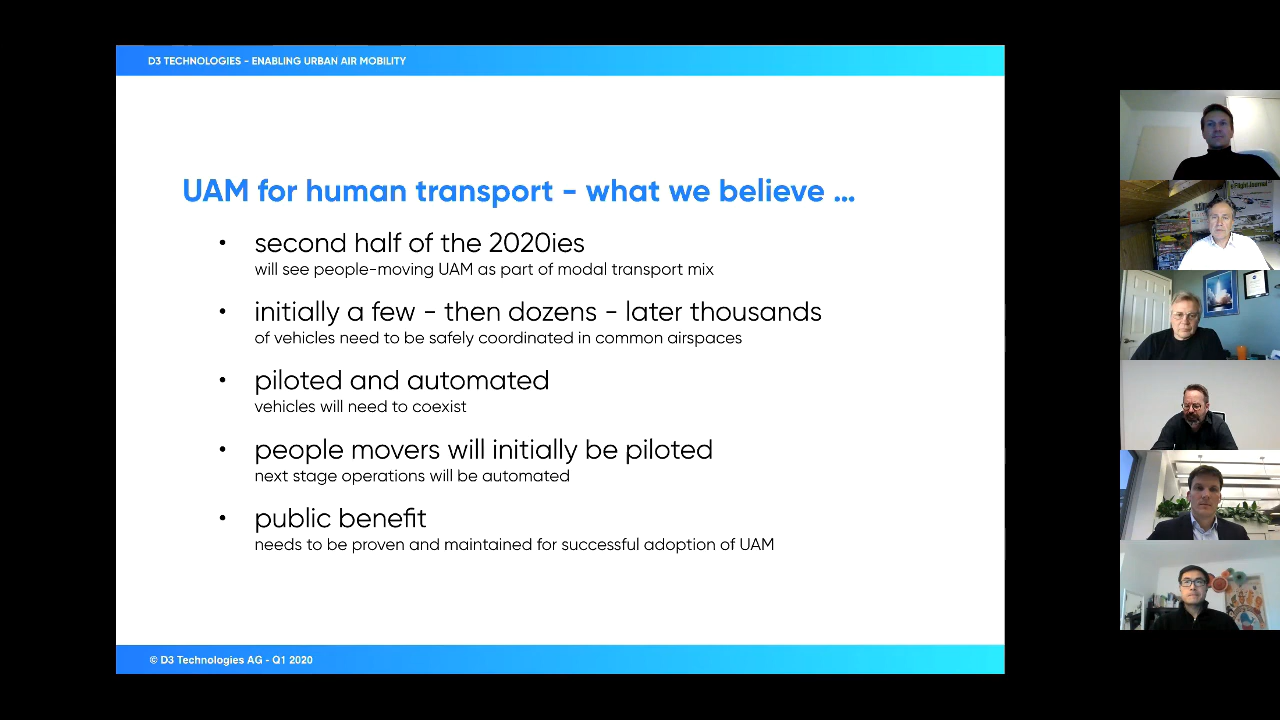 D3 TECHNOLOGIES - ENABLING URBAN AIR MOBILITY
UAM for human transport - what we believe ...
• second half of the 2020ies
will see people-moving UAM as part of modal transport mix
• initially a few - then dozens - later thousands
of vehicles need to be safely coordinated in common airspaces
• piloted and automated
vehicles will need to coexist
• people movers will initially be piloted
next stage operations will be automated
• public benefit
needs to be proven and maintained for successful adoption of UAM
© D3 Technologies AG - Q1 2020